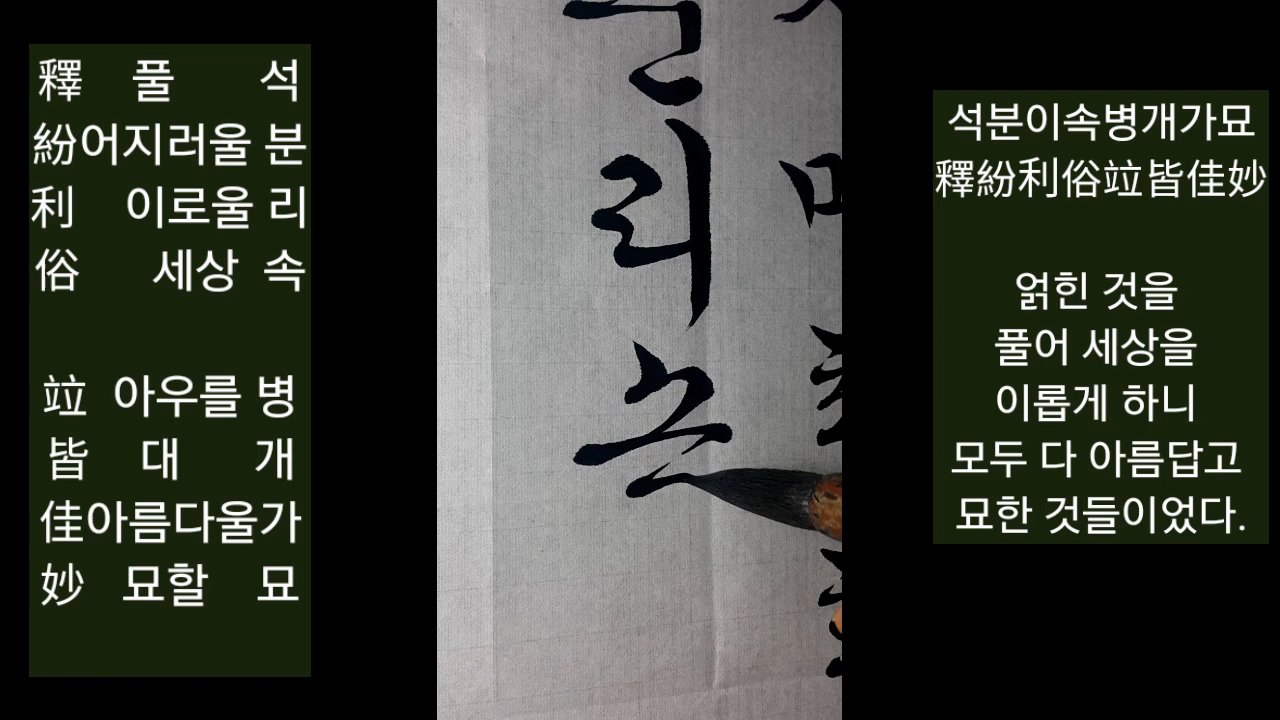 釋 풀 석
紛어지러울 분
利 이로울 리
俗 세상 속
竝 아우를 병
皆 대 개
佳아름다울가
妙 묘할 묘
리
석분이속병개가묘
釋紛利俗竝皆佳妙
얽힌 것을
풀어 세상을
이롭게 하니
모두 다 아름답고
묘한 것들이었다.